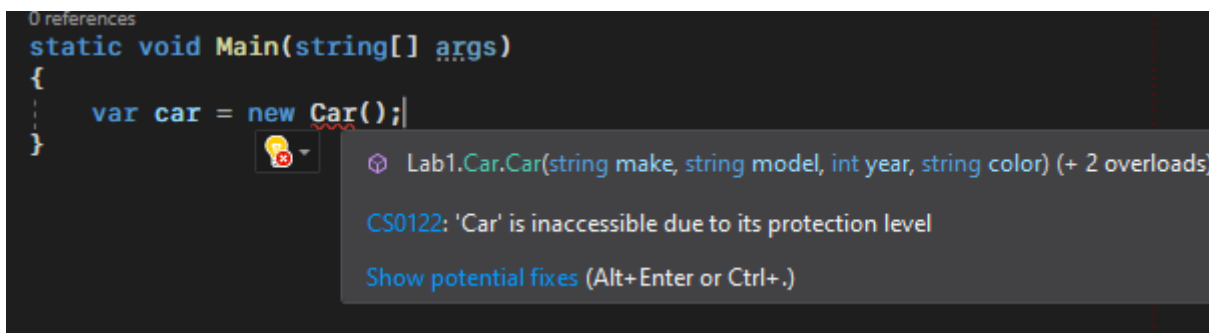 0 references
static void Main(string[] args)
{
var car = new Car();
}
Lab1.Car.Car(string make, string model, int year, string color) (+ 2 overloads)
CS0122: 'Car' is inaccessible due to its protection level
Show potential fixes (Alt+Enter or Ctrl+.)